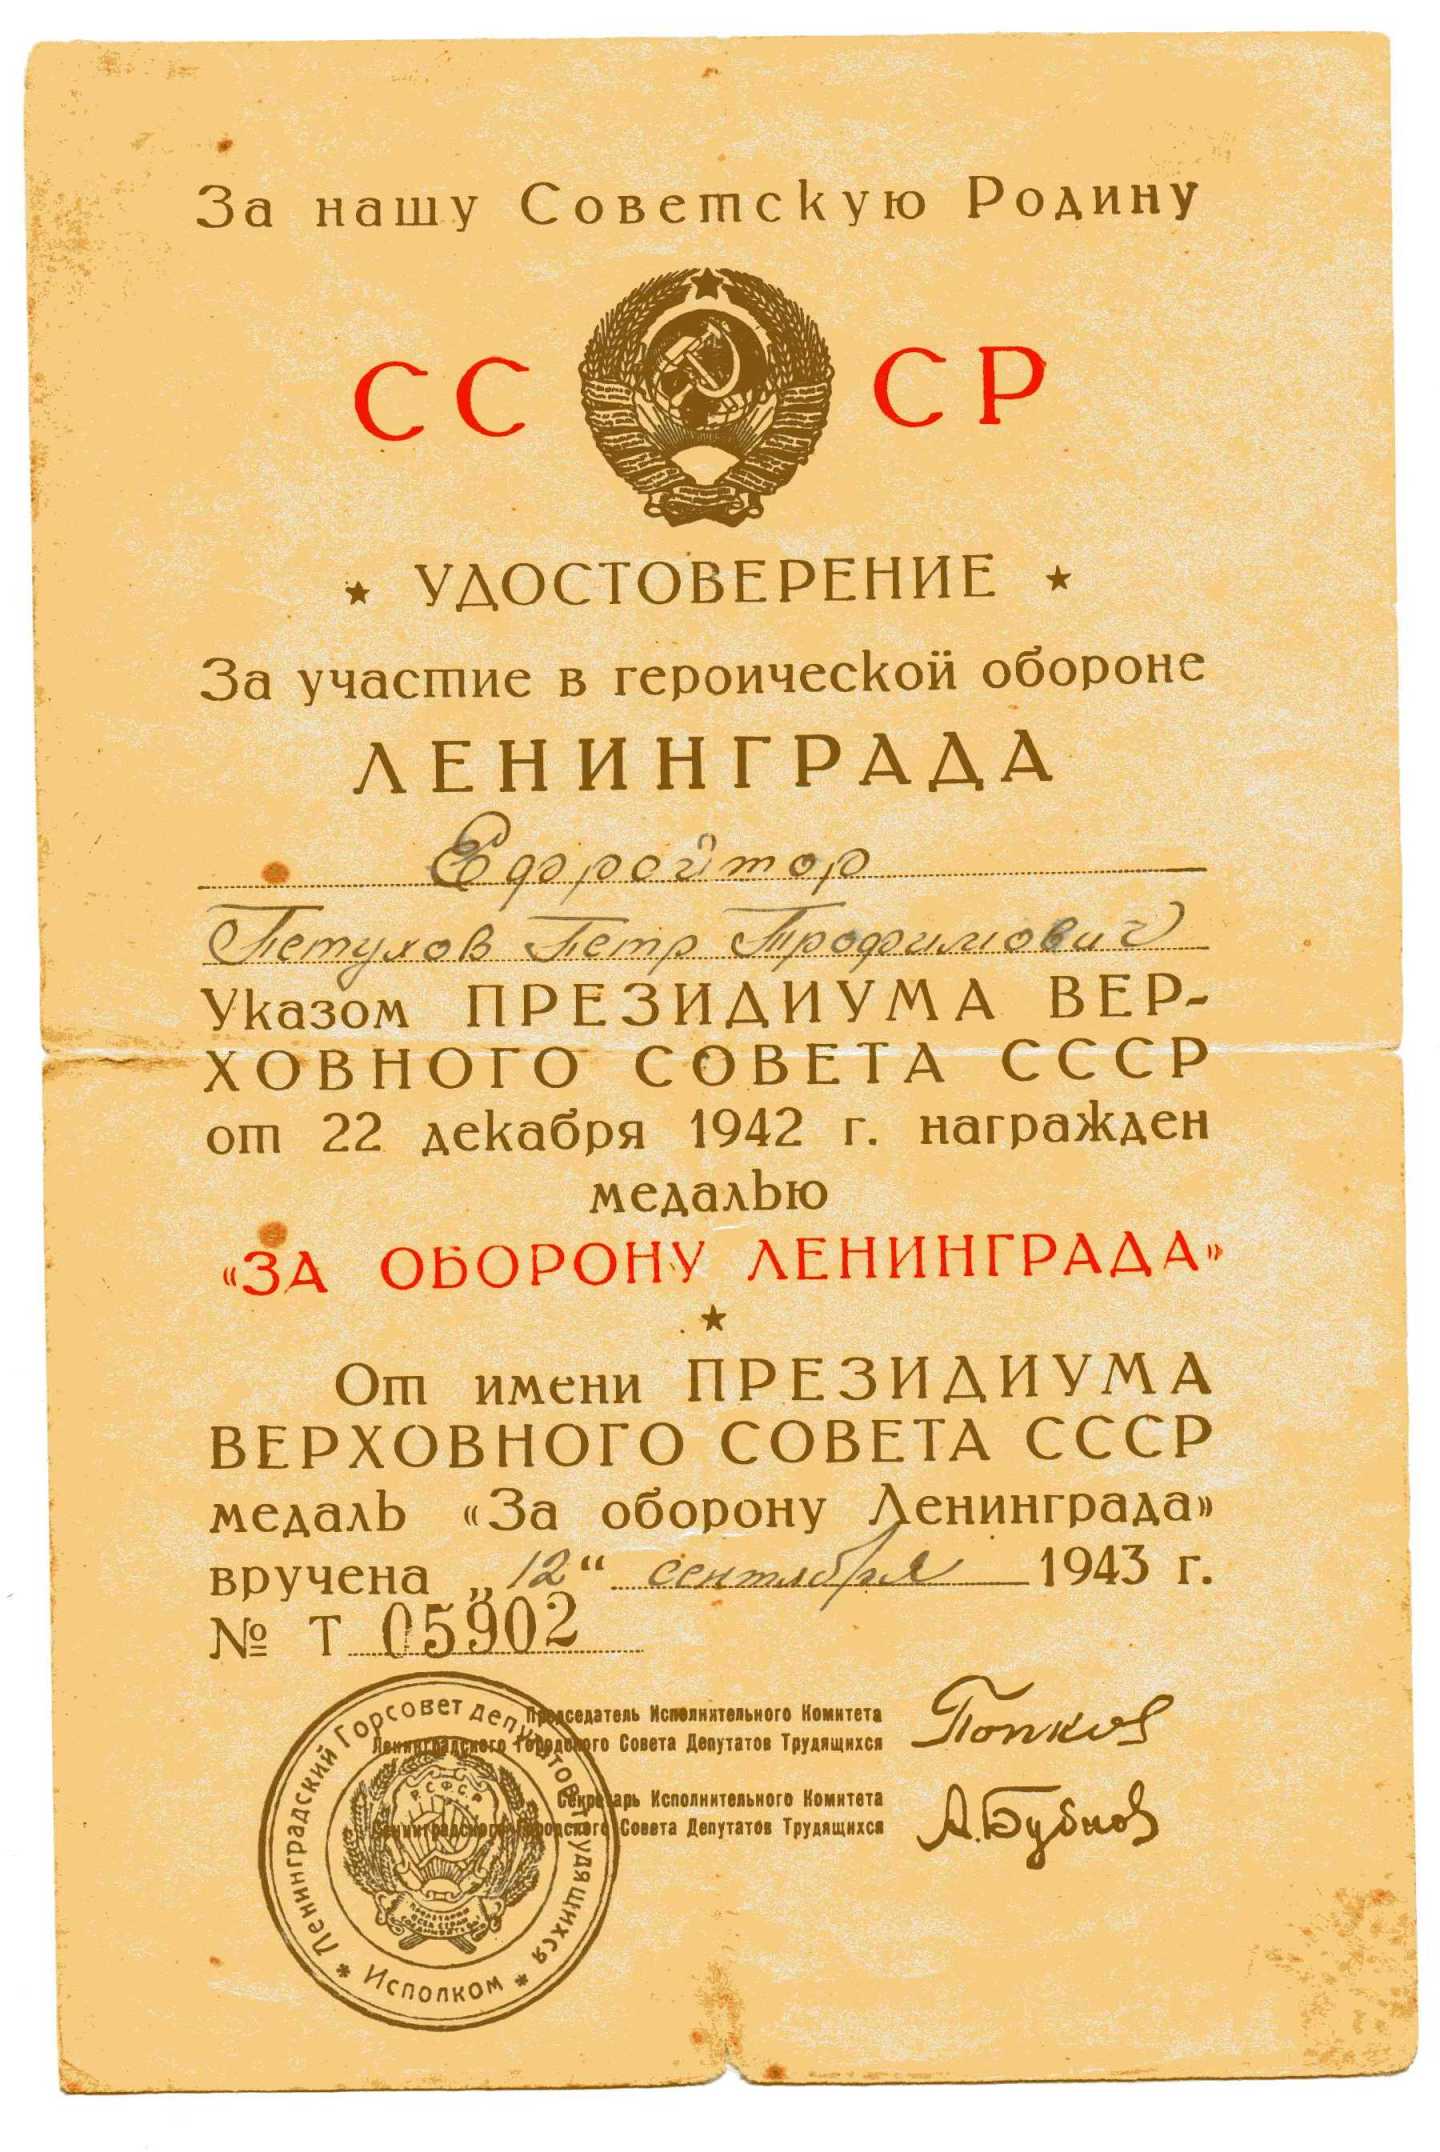 За нашу Советскую Родину
СС СР
★ УДОСТОВЕРЕНИЕ ★
За участие в героической обороне
ЛЕНИНГРАДА
Ефрейтор
Петухов Петр Трофимович
Указом ПРЕЗИДИУМА ВЕР-
ХОВНОГО СОВЕТА СССР
от 22 декабря 1942 г. награжден
медалью
«ЗА ОБОРОНУ ЛЕНИНГРАДА»
★
От имени ПРЕЗИДИУМА
ВЕРХОВНОГО СОВЕТА СССР
медаль «За оборону Ленинграда»
вручена „12“ сентября 1943 г.
№ Т 05902
Председатель Исполнительного Комитета
Ленинградского Городского Совета Депутатов Трудящихся
Попков
Секретарь Исполнительного Комитета
Ленинградского Городского Совета Депутатов Трудящихся
А. Бубнов
Ленинградский Горсовет депутатов трудящихся
* Исполком *
Р.С.Ф.С.Р.